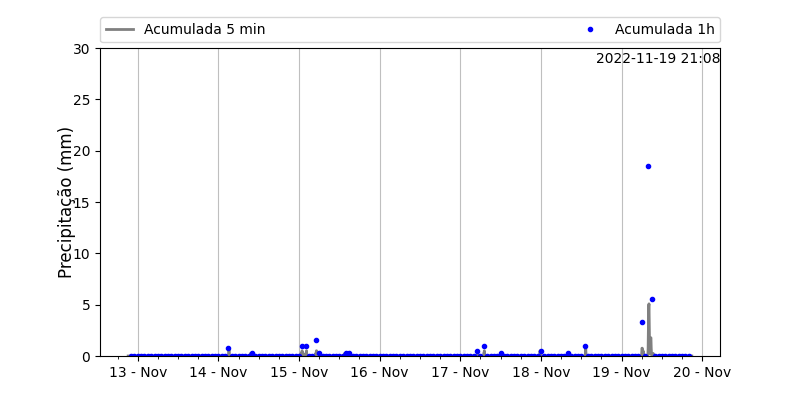 Acumulada 5 min
Acumulada 1h
2022-11-19 21:08
Precipitação (mm)
30
25
20
15
10
5
0
13 - Nov
14 - Nov
15 - Nov
16 - Nov
17 - Nov
18 - Nov
19 - Nov
20 - Nov